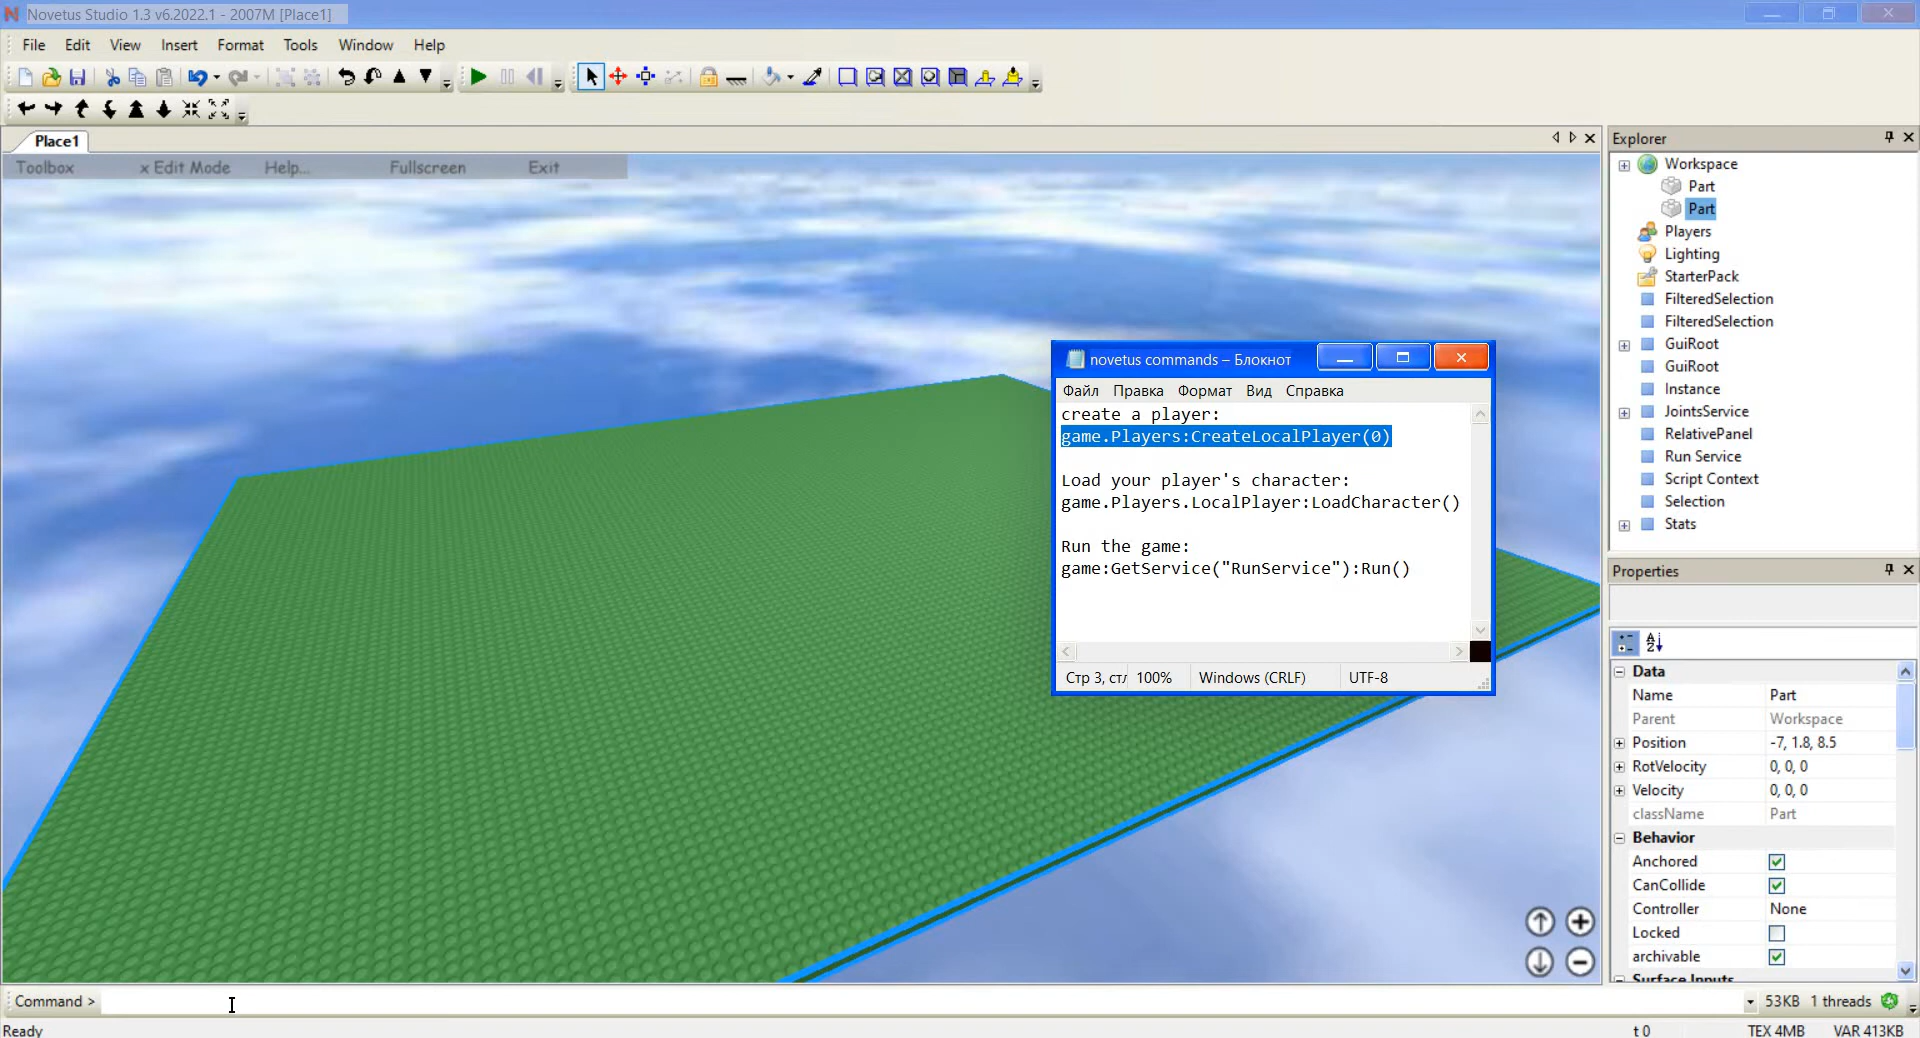 Novetus Studio 1.3 v6.2022.1 - 2007M [Place1]
File Edit View Insert Format Tools Window Help
Place1
Toolbox x Edit Mode Help... Fullscreen Exit
novetus commands – Блокнот
Файл Правка Формат Вид Справка
create a player:
game.Players:CreateLocalPlayer(0)
Load your player's character:
game.Players.LocalPlayer:LoadCharacter()
Run the game:
game:GetService("RunService"):Run()
Стр 3, стл 100% Windows (CRLF) UTF-8
Explorer
Workspace
Part
Part
Players
Lighting
StarterPack
FilteredSelection
FilteredSelection
GuiRoot
GuiRoot
Instance
JointsService
RelativePanel
Run Service
Script Context
Selection
Stats
Properties
Data
Name Part
Parent Workspace
Position -7, 1.8, 8.5
RotVelocity 0, 0, 0
Velocity 0, 0, 0
className Part
Behavior
Anchored
CanCollide
Controller None
Locked
archivable
Surface Inputs
Command > 53KB 1 threads
Ready t 0 TEX 4MB VAR 413KB